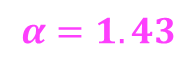 α = 1.43